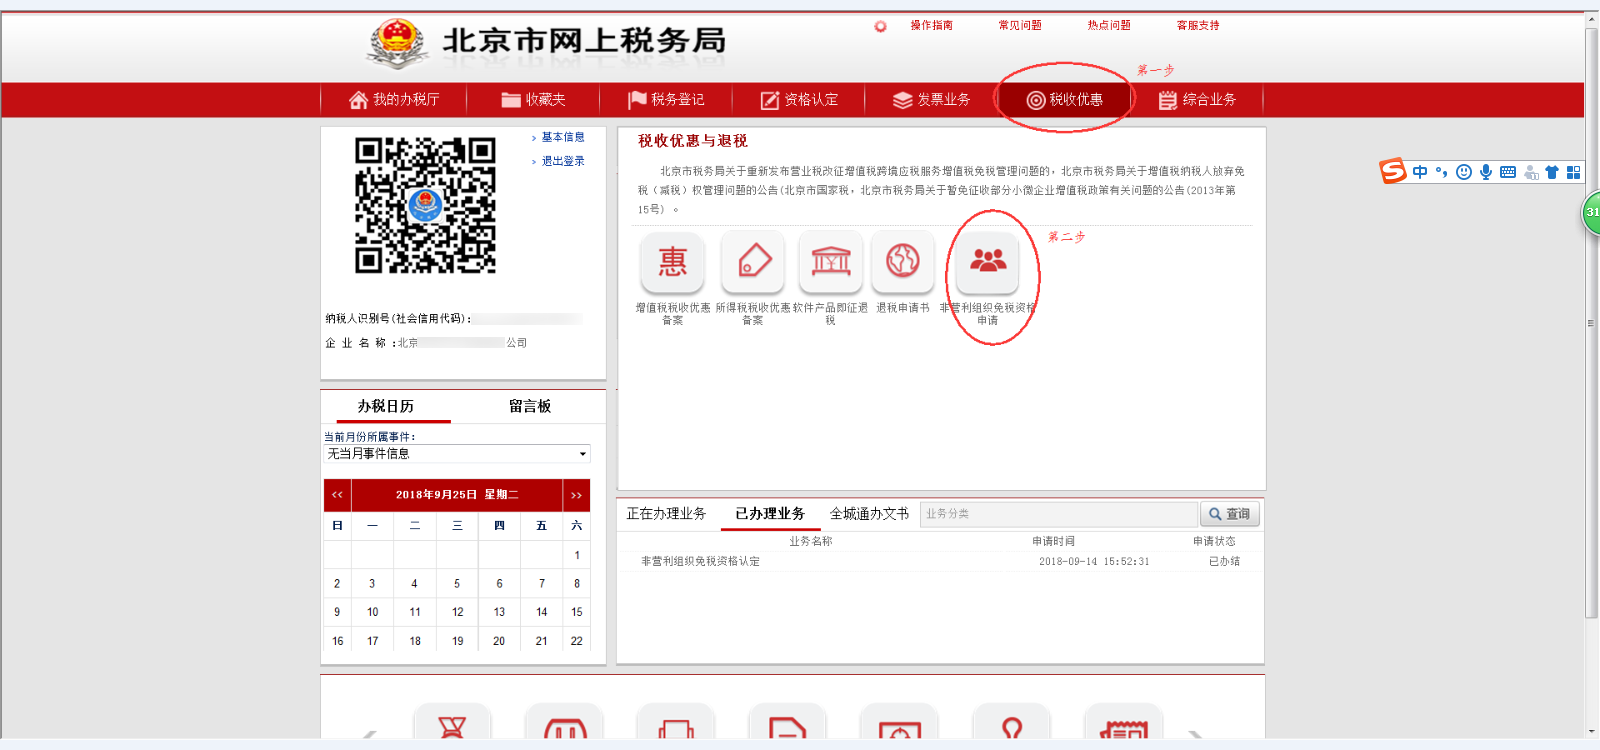 北京市网上税务局
操作指南 常见问题 热点问题 客服支持
第一步
我的办税厅 收藏夹 税务登记 资格认定 发票业务 税收优惠 综合业务
> 基本信息
> 退出登录
纳税人识别号(社会信用代码):
企 业 名 称 :北京 公司
税收优惠与退税
北京市税务局关于重新发布营业税改征增值税跨境应税服务增值税免税管理问题的，北京市税务局关于增值税纳税人放弃免
税（减税）权管理问题的公告(北京市国家税，北京市税务局关于暂免征收部分小微企业增值税政策有关问题的公告(2013年第
15号) 。
第二步
惠
增值税税收优惠
备案
所得税税收优惠
备案
软件产品即征退
税
退税申请书
非营利组织免税资格
申请
中
31
办税日历 留言板
当前月份所属事件:
无当月事件信息
<< 2018年9月25日 星期二 >>
日 一 二 三 四 五 六
1
2 3 4 5 6 7 8
9 10 11 12 13 14 15
16 17 18 19 20 21 22
正在办理业务 已办理业务 全城通办文书 业务分类 查询
业务名称 申请时间 申请状态
非营利组织免税资格认定 2018-09-14 15:52:31 已办结